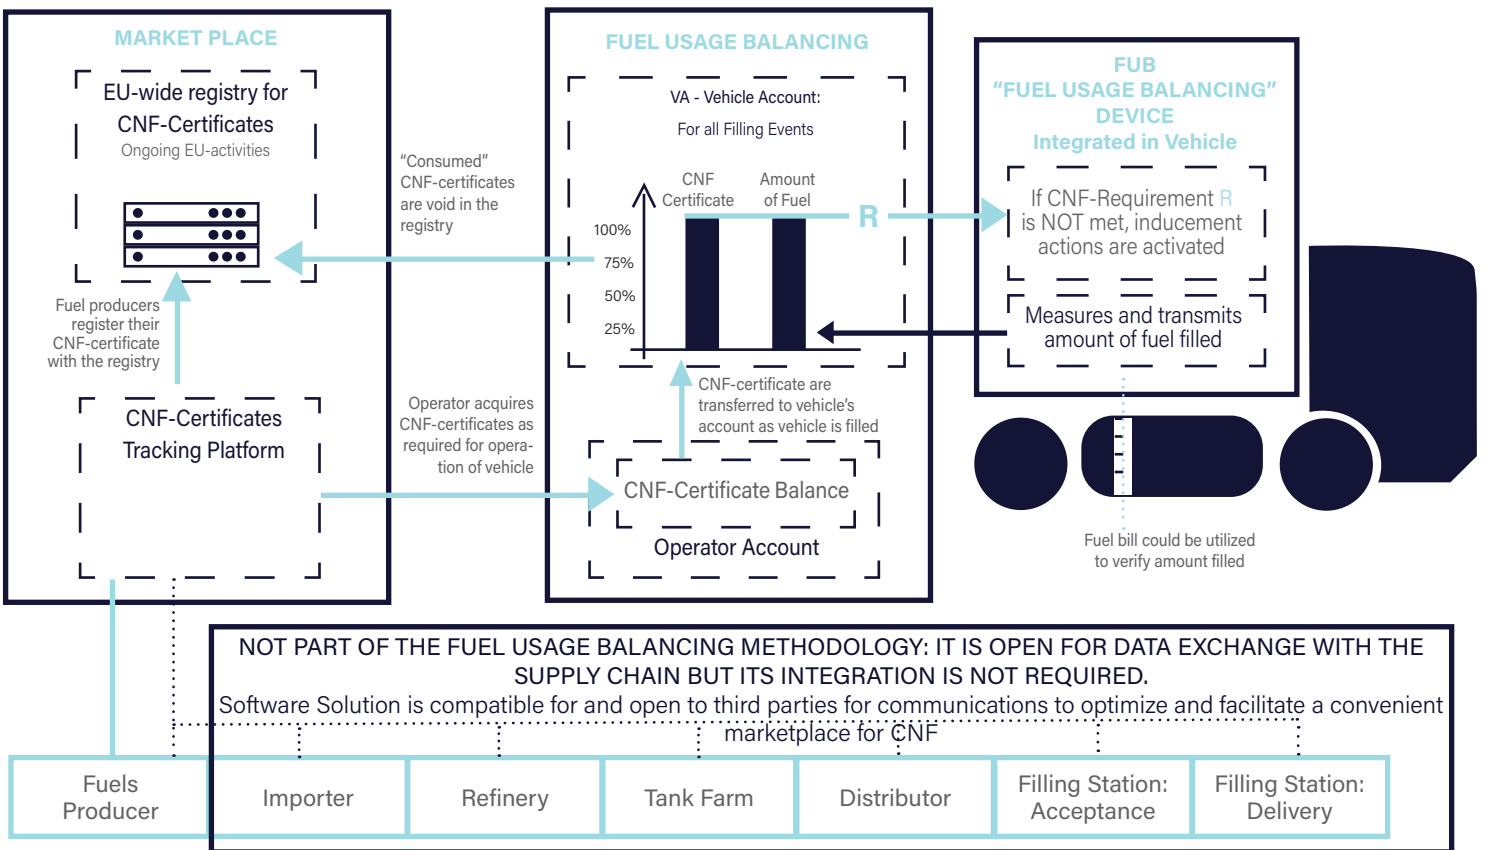 MARKET PLACE
EU-wide registry for
CNF-Certificates
Ongoing EU-activities
Fuel producers
register their
CNF-certificate
with the registry
CNF-Certificates
Tracking Platform
“Consumed”
CNF-certificates
are void in the
registry
Operator acquires
CNF-certificates as
required for opera-
tion of vehicle
FUEL USAGE BALANCING
VA - Vehicle Account:
For all Filling Events
CNF
Certificate
Amount
of Fuel
100%
75%
50%
25%
R
CNF-certificate are
transferred to vehicle’s
account as vehicle is filled
CNF-Certificate Balance
Operator Account
FUB
“FUEL USAGE BALANCING”
DEVICE
Integrated in Vehicle
If CNF-Requirement R
is NOT met, inducement
actions are activated
Measures and transmits
amount of fuel filled
Fuel bill could be utilized
to verify amount filled
NOT PART OF THE FUEL USAGE BALANCING METHODOLOGY: IT IS OPEN FOR DATA EXCHANGE WITH THE
SUPPLY CHAIN BUT ITS INTEGRATION IS NOT REQUIRED.
Software Solution is compatible for and open to third parties for communications to optimize and facilitate a convenient
marketplace for CNF
Fuels
Producer
Importer
Refinery
Tank Farm
Distributor
Filling Station:
Acceptance
Filling Station:
Delivery